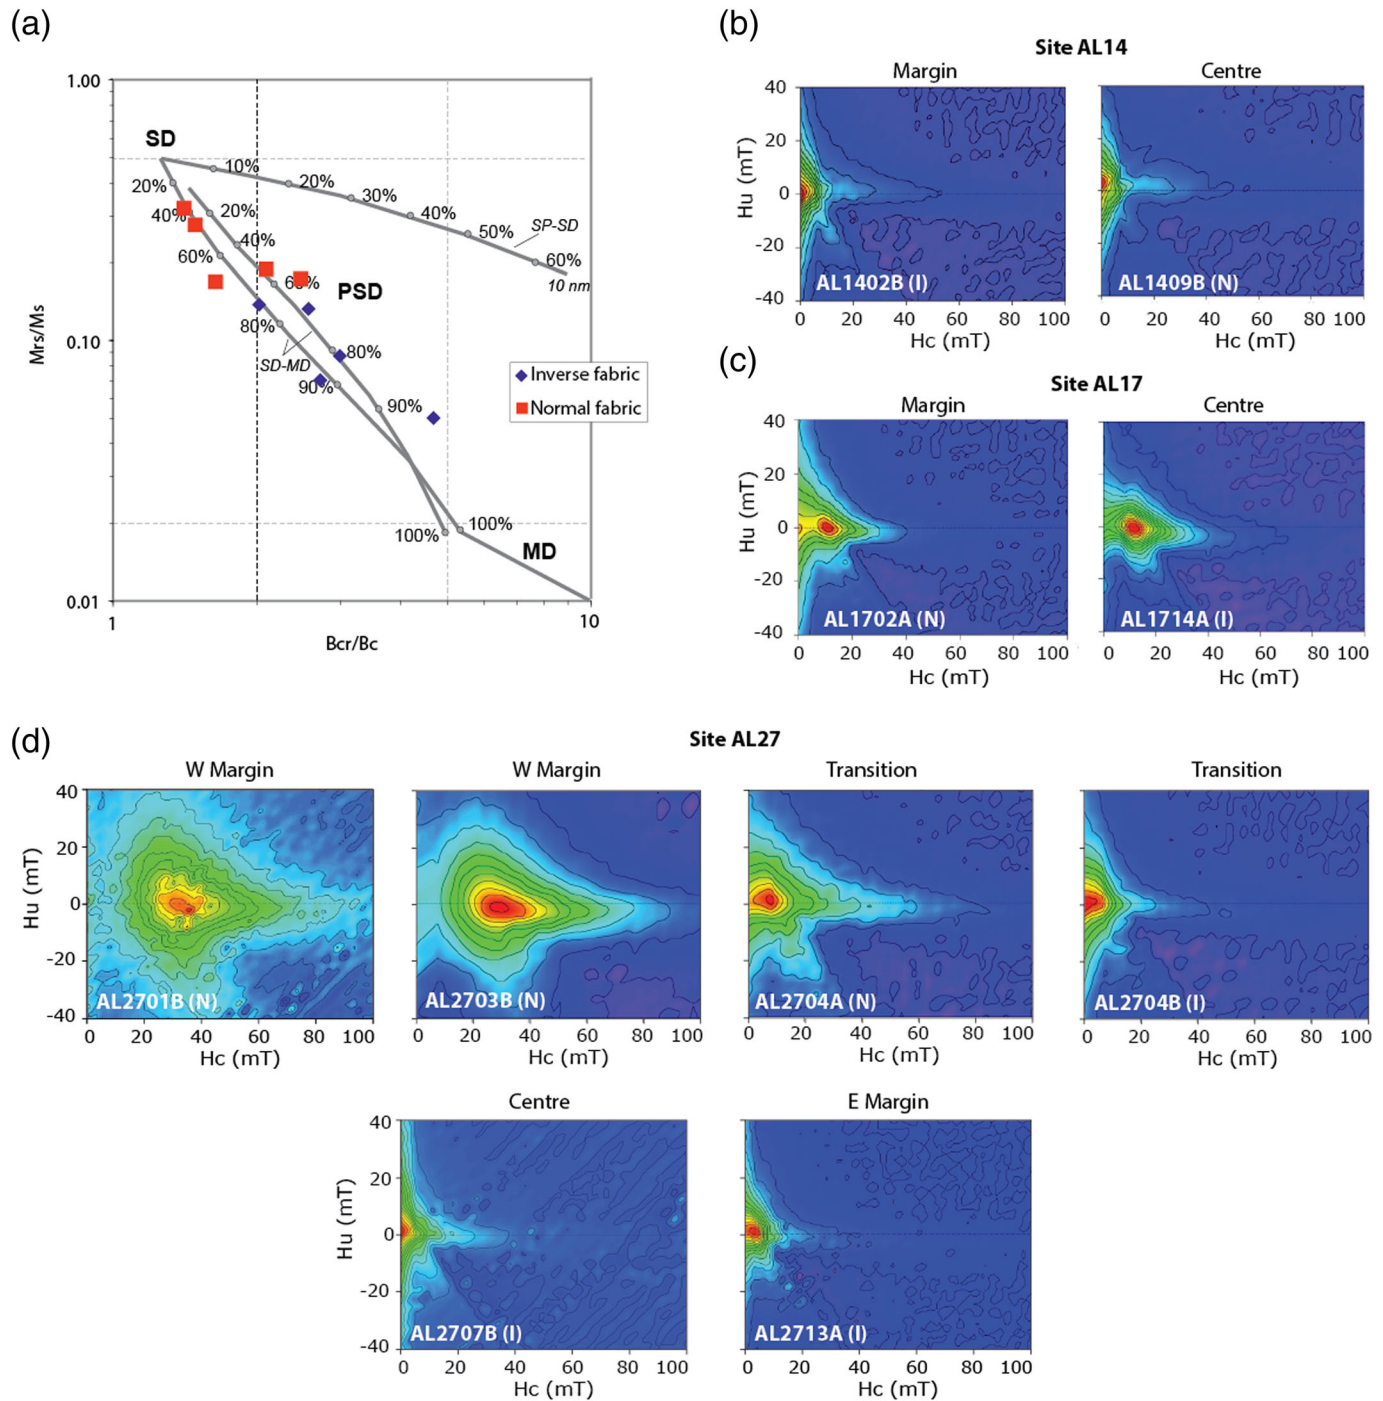 (a)
1.00
0.10
0.01
Mrs/Ms
1
10
Bcr/Bc
SD
PSD
MD
10%
20%
30%
40%
50%
60%
SP-SD
10 nm
20%
40%
60%
80%
90%
100%
20%
40%
60%
80%
90%
100%
SD-MD
Inverse fabric
Normal fabric
(b)
Site AL14
Margin
Centre
40
20
0
-20
-40
Hu (mT)
AL1402B (I)
AL1409B (N)
0 20 40 60 80 100
0 20 40 60 80 100
Hc (mT)
Hc (mT)
(c)
Site AL17
Margin
Centre
40
20
0
-20
-40
Hu (mT)
AL1702A (N)
AL1714A (I)
0 20 40 60 80 100
0 20 40 60 80 100
Hc (mT)
Hc (mT)
(d)
Site AL27
W Margin
W Margin
Transition
Transition
40
20
0
-20
-40
Hu (mT)
AL2701B (N)
AL2703B (N)
AL2704A (N)
AL2704B (I)
0 20 40 60 80 100
0 20 40 60 80 100
0 20 40 60 80 100
0 20 40 60 80 100
Hc (mT)
Hc (mT)
Hc (mT)
Hc (mT)
Centre
E Margin
40
20
0
-20
-40
Hu (mT)
AL2707B (I)
AL2713A (I)
0 20 40 60 80 100
0 20 40 60 80 100
Hc (mT)
Hc (mT)